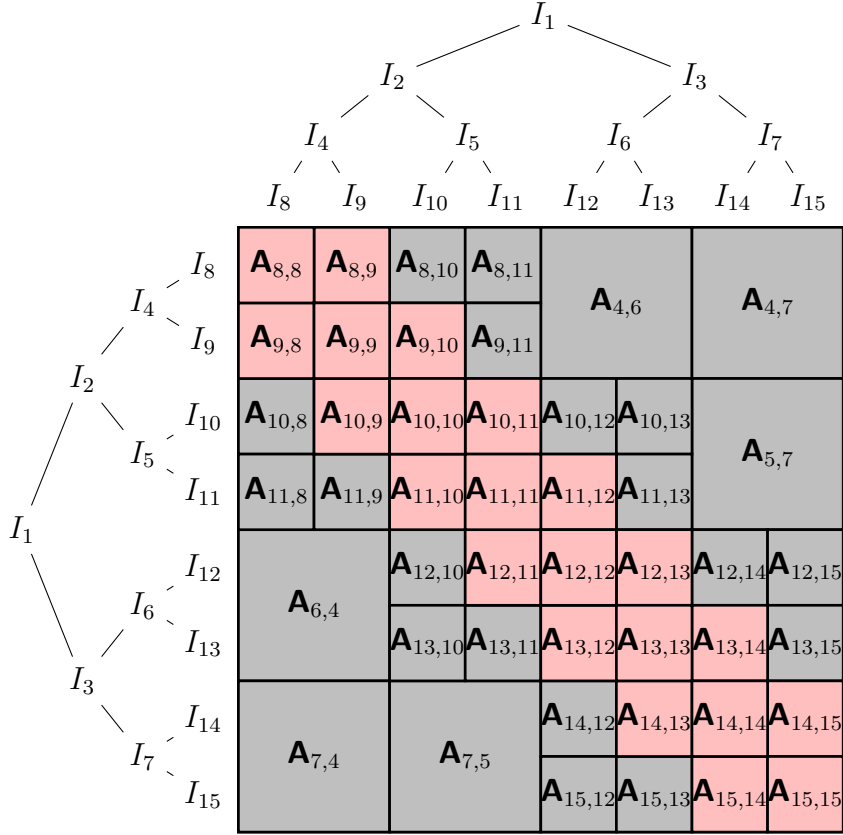 I₁
I₂ I₃
I₄ I₅ I₆ I₇
I₈ I₉ I₁₀ I₁₁ I₁₂ I₁₃ I₁₄ I₁₅
I₈ A₈,₈ A₈,₉ A₈,₁₀ A₈,₁₁
I₄ A₄,₆ A₄,₇
I₉ A₉,₈ A₉,₉ A₉,₁₀ A₉,₁₁
I₂
I₁₀ A₁₀,₈ A₁₀,₉ A₁₀,₁₀ A₁₀,₁₁ A₁₀,₁₂ A₁₀,₁₃
I₅ A₅,₇
I₁₁ A₁₁,₈ A₁₁,₉ A₁₁,₁₀ A₁₁,₁₁ A₁₁,₁₂ A₁₁,₁₃
I₁
I₁₂ A₁₂,₁₀ A₁₂,₁₁ A₁₂,₁₂ A₁₂,₁₃ A₁₂,₁₄ A₁₂,₁₅
I₆ A₆,₄
I₁₃ A₁₃,₁₀ A₁₃,₁₁ A₁₃,₁₂ A₁₃,₁₃ A₁₃,₁₄ A₁₃,₁₅
I₃
I₁₄ A₁₄,₁₂ A₁₄,₁₃ A₁₄,₁₄ A₁₄,₁₅
I₇ A₇,₄ A₇,₅
I₁₅ A₁₅,₁₂ A₁₅,₁₃ A₁₅,₁₄ A₁₅,₁₅